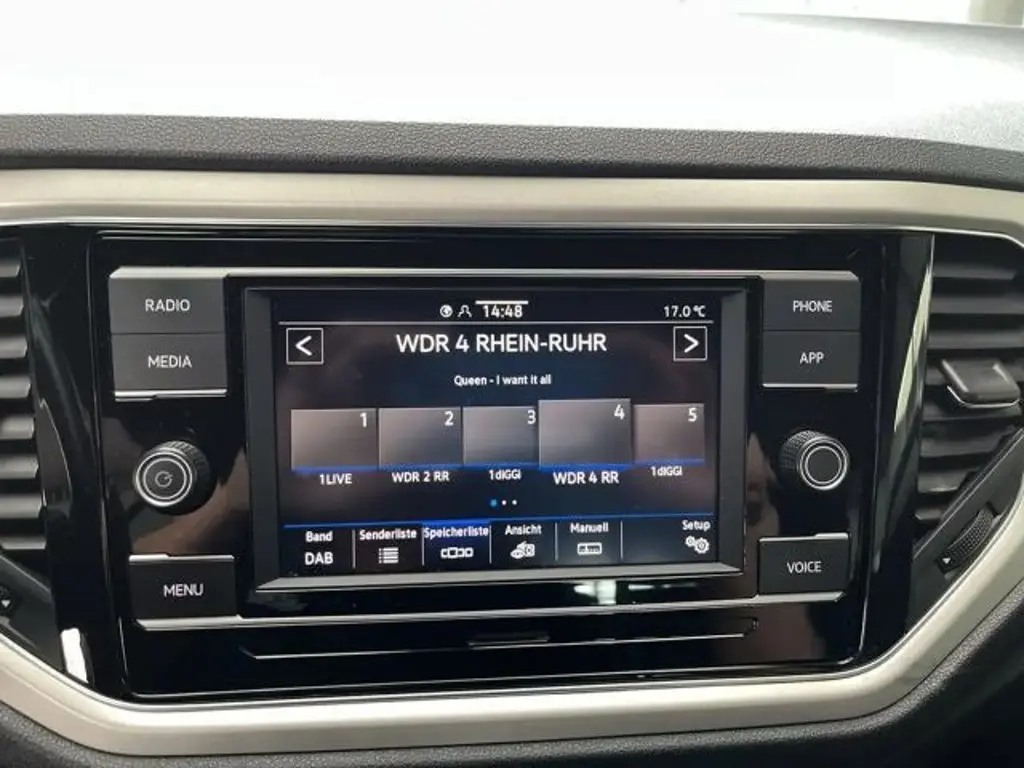 RADIO
MEDIA
MENU
14:48
17.0 °C
< WDR 4 RHEIN-RUHR >
Queen - I want it all
1 2 3 4 5
1LIVE WDR 2 RR 1dIGGI WDR 4 RR 1dIGGI
Band Senderliste Speicherliste Ansicht Manuell Setup
DAB
PHONE
APP
VOICE